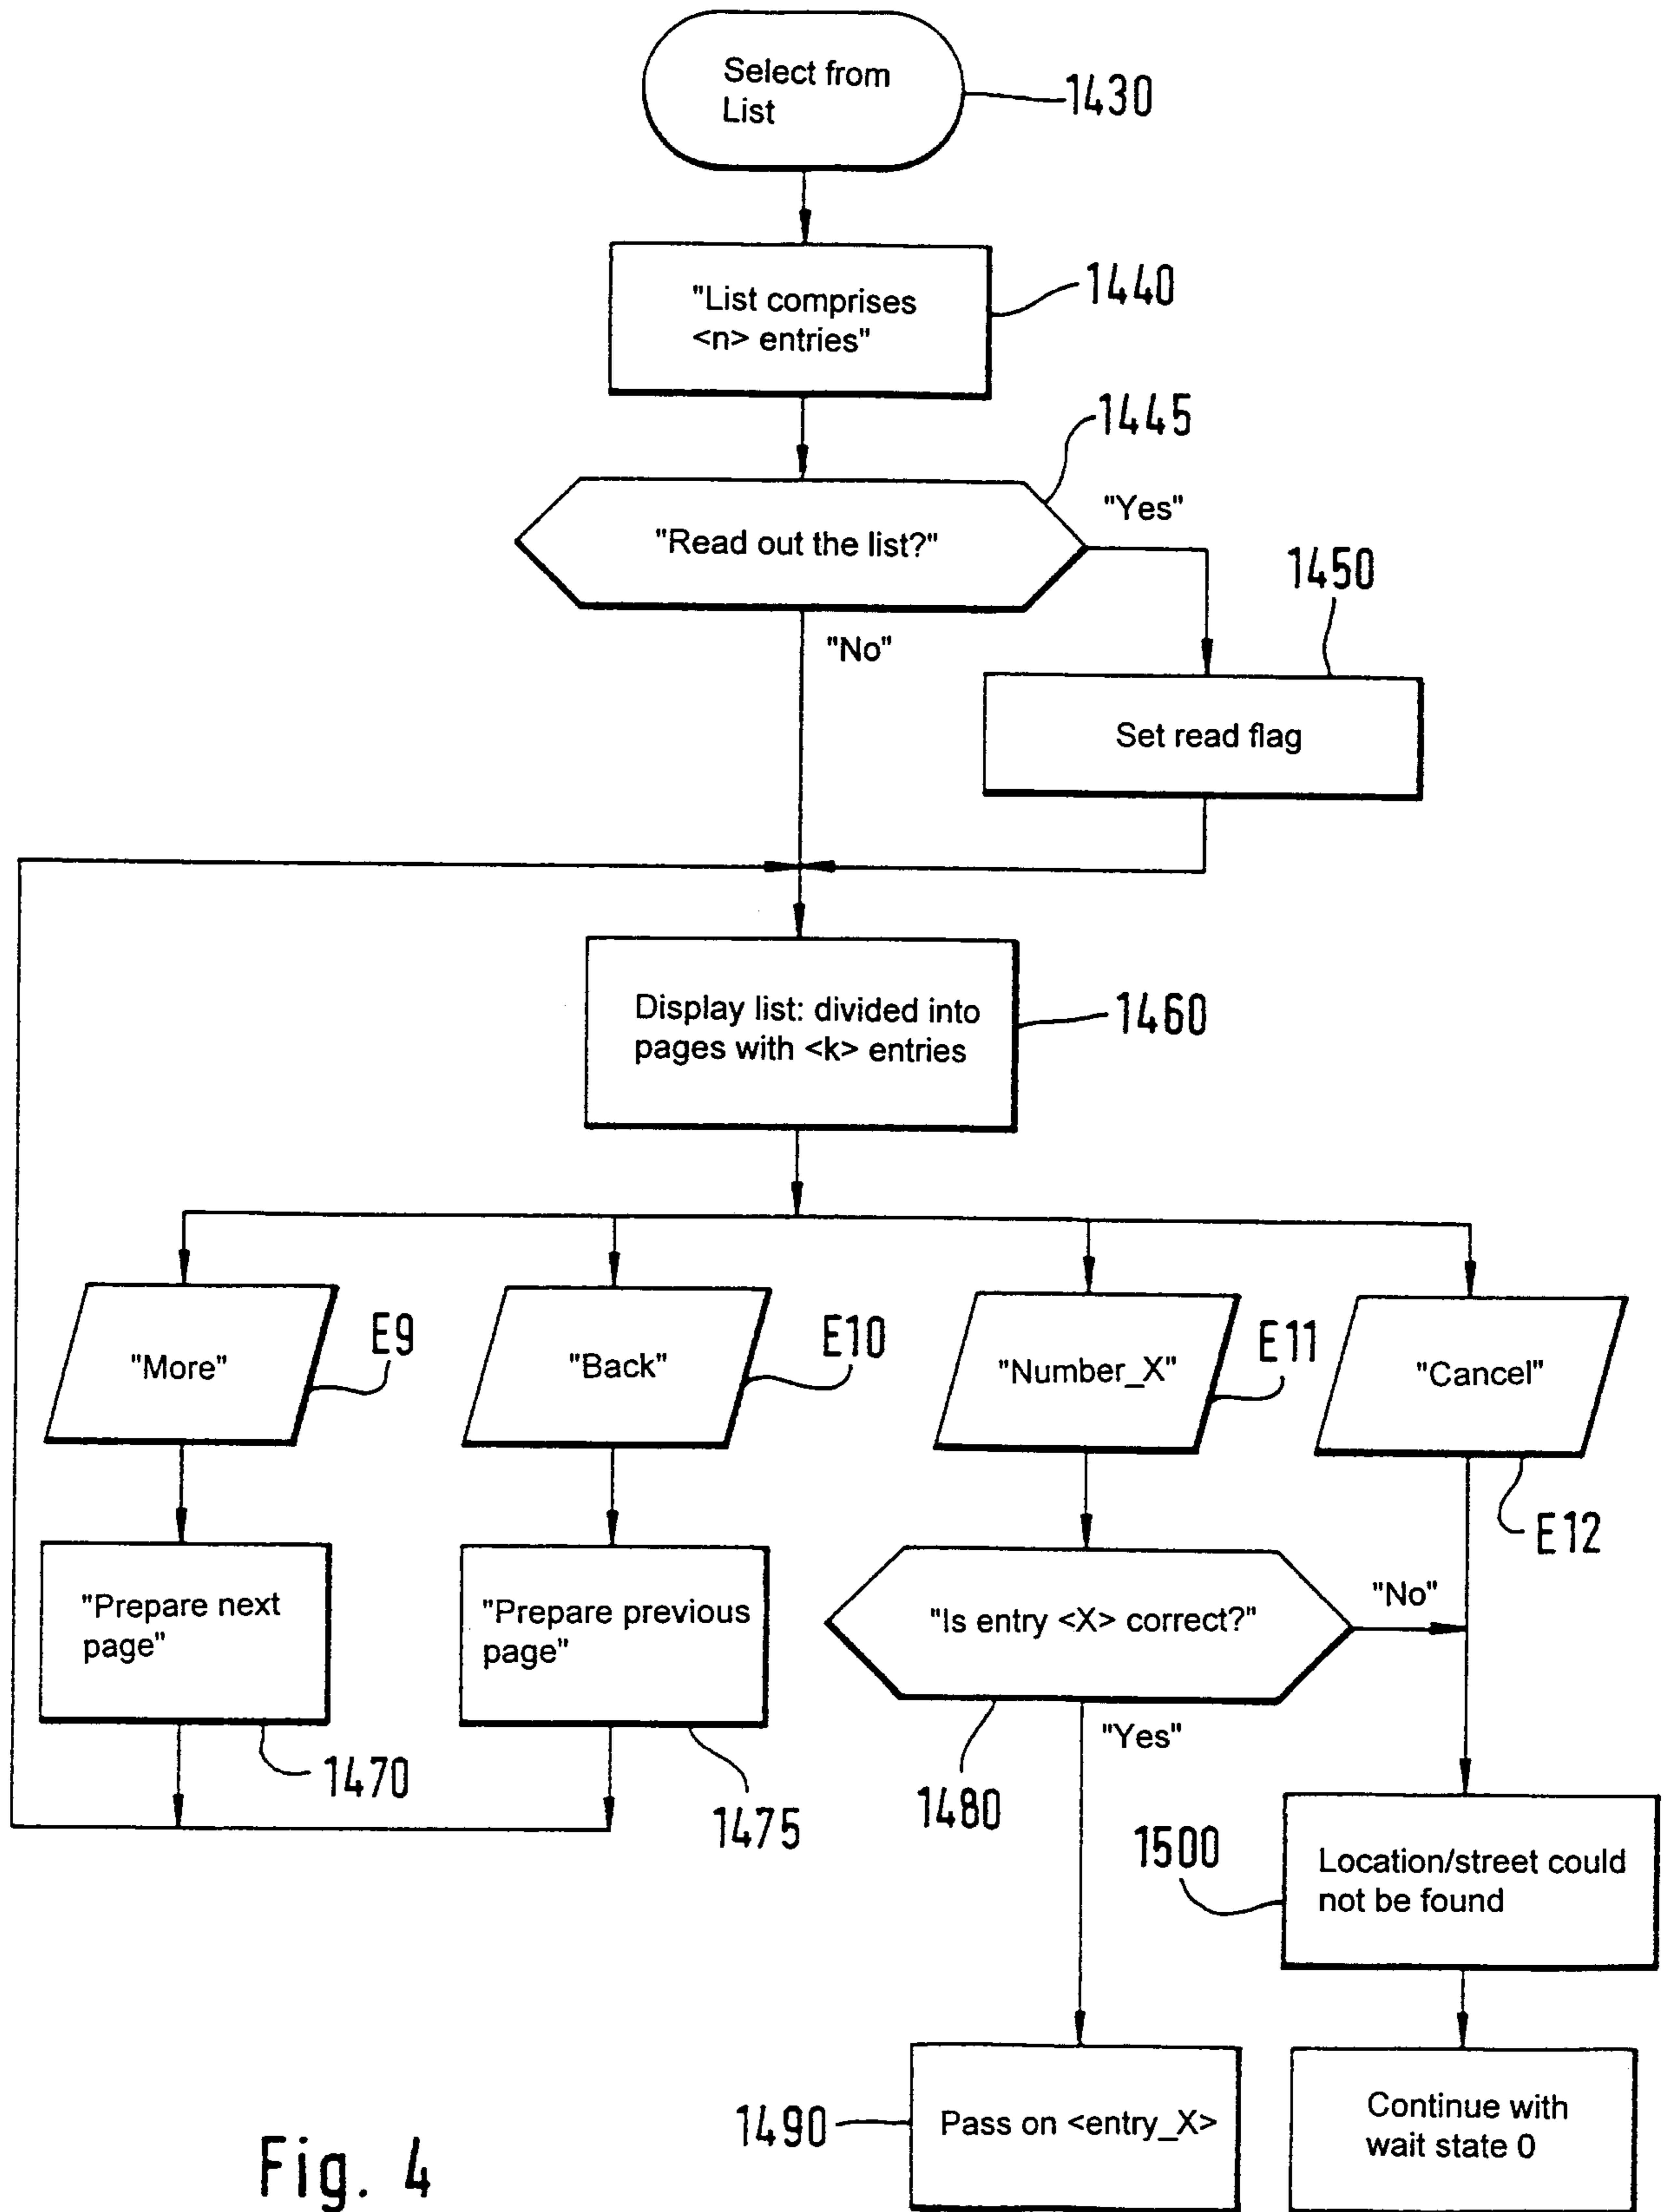 Select from
List
1430
"List comprises
<n> entries"
1440
1445
"Read out the list?"
"Yes"
"No"
1450
Set read flag
Display list: divided into
pages with <k> entries
1460
"More"
E9
"Back"
E10
"Number_X"
E11
"Cancel"
E12
"Prepare next
page"
1470
"Prepare previous
page"
1475
"Is entry <X> correct?"
"No"
"Yes"
1480
1500
Location/street could
not be found
1490
Pass on <entry_X>
Continue with
wait state 0
Fig. 4